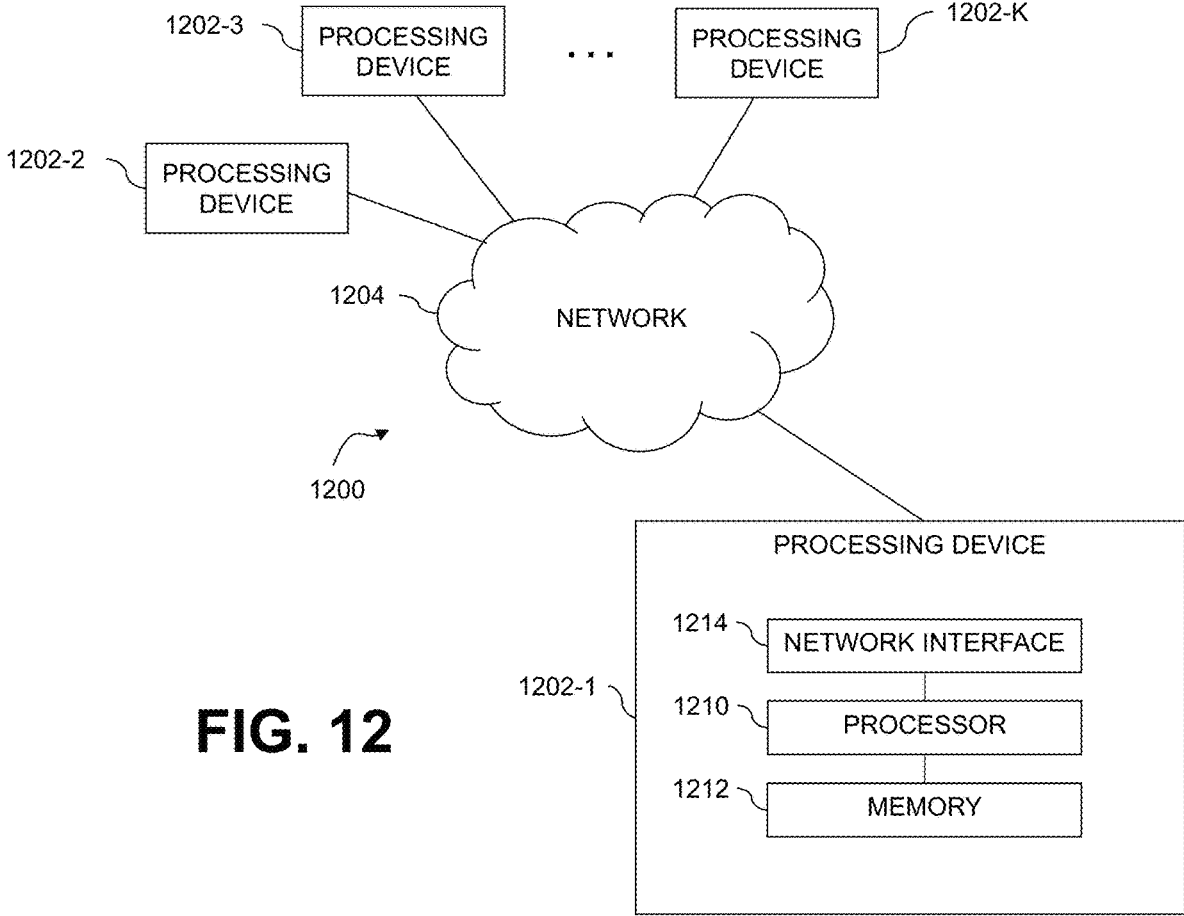 1202-3
PROCESSING
DEVICE
. . .
PROCESSING
DEVICE
1202-K
1202-2
PROCESSING
DEVICE
1204
NETWORK
1200
PROCESSING DEVICE
1214
NETWORK INTERFACE
1202-1
1210
PROCESSOR
1212
MEMORY
FIG. 12